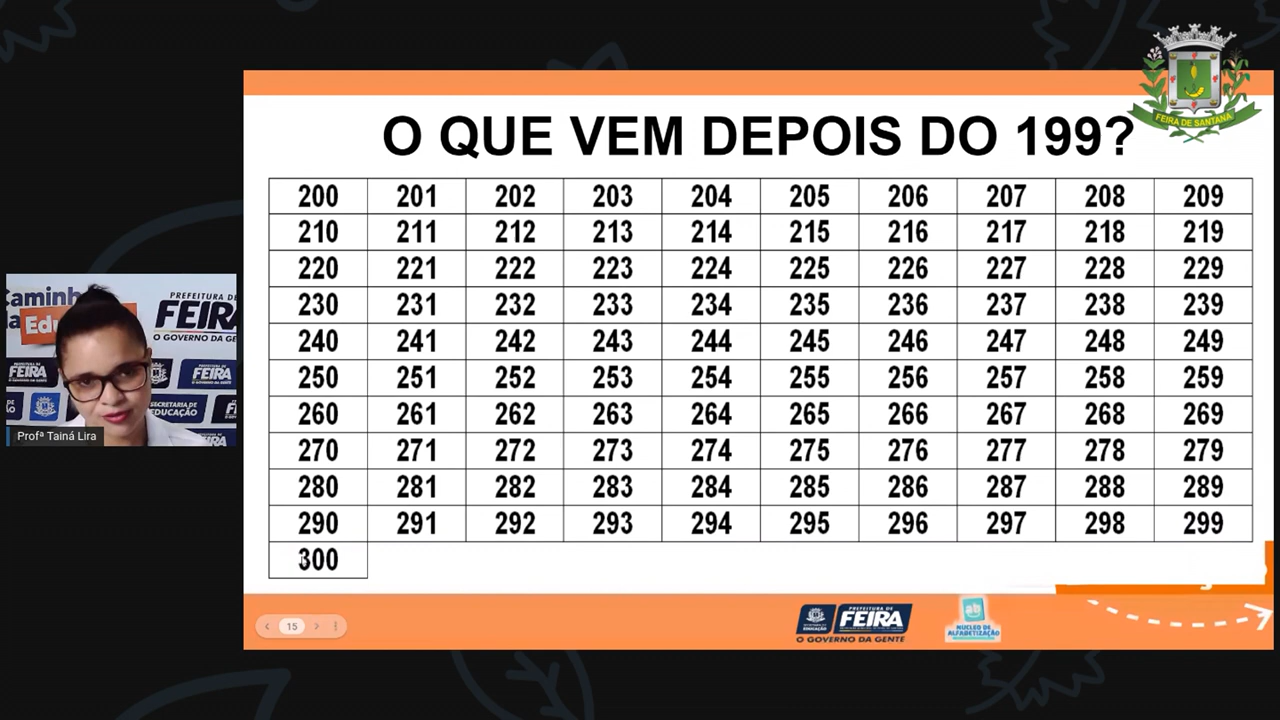 FEIRA DE SANTANA
O QUE VEM DEPOIS DO 199?
200 201 202 203 204 205 206 207 208 209
210 211 212 213 214 215 216 217 218 219
220 221 222 223 224 225 226 227 228 229
230 231 232 233 234 235 236 237 238 239
240 241 242 243 244 245 246 247 248 249
250 251 252 253 254 255 256 257 258 259
260 261 262 263 264 265 266 267 268 269
270 271 272 273 274 275 276 277 278 279
280 281 282 283 284 285 286 287 288 289
290 291 292 293 294 295 296 297 298 299
300
Caminh
Edu
PREFEITURA DE
FEIRA
O GOVERNO DA GENTE
FEIRA
FEIRA
SECRETARIA DE
EDUCAÇÃO
Profª Tainá Lira
15
PREFEITURA DE
FEIRA
O GOVERNO DA GENTE
NÚCLEO DE
ALFABETIZAÇÃO